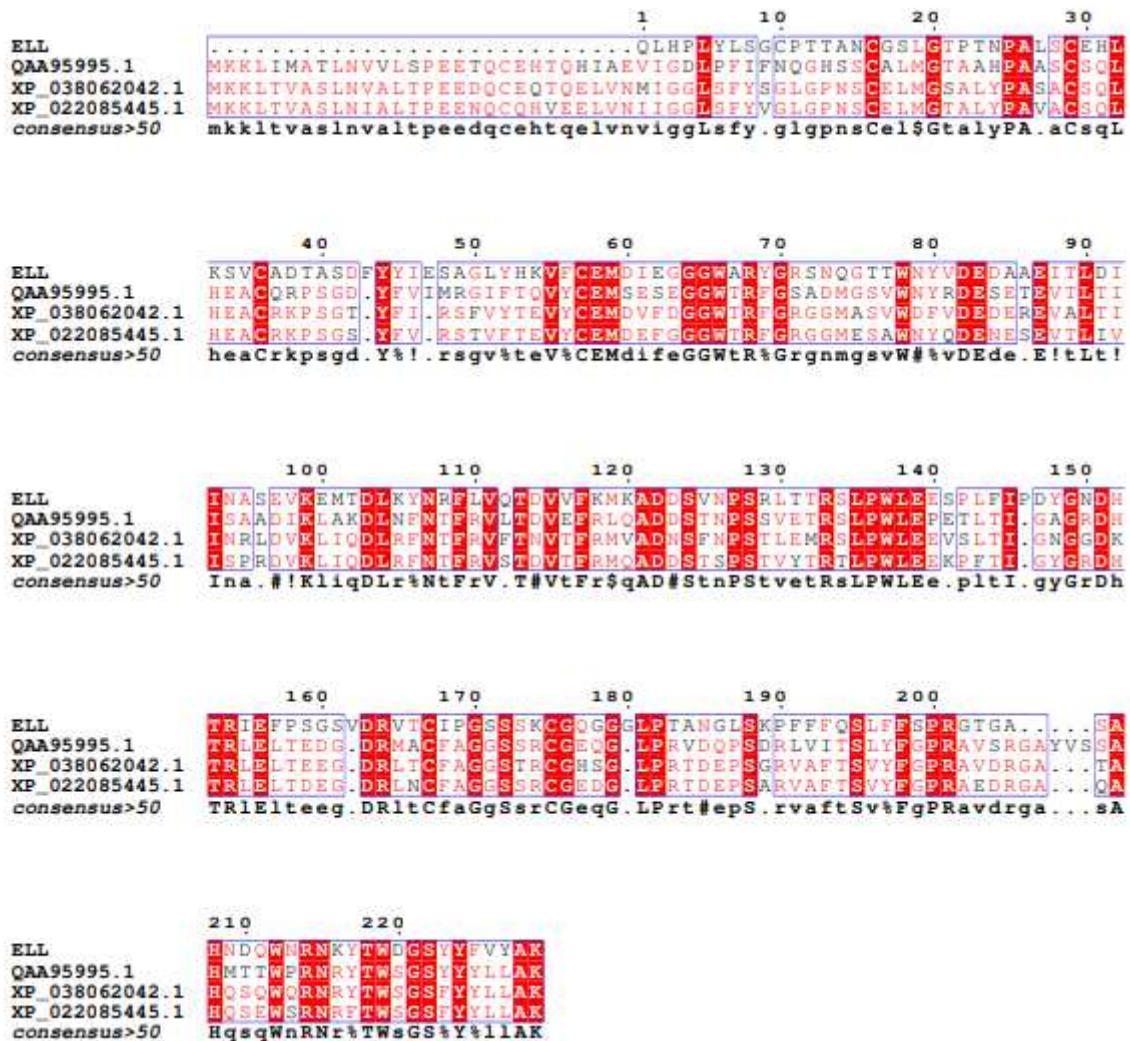 1 10 20 30
ELL ............................QLHPLYLSGCPTTANCGSLGTPTNPALSCEHL
QAA95995.1 MKKLIMATLNVVLSPEETQCEHTQHIAEVIGDLPFIFNQGHSSCALMGTAAHPAASCSQL
XP_038062042.1 MKKLTVASLNVALTPEEDQCEQTQELVNMIGGLSFYSGLGPNSCELMGSALYPASACSQL
XP_022085445.1 MKKLTVASLNIALTPEENQCQHVEELVNIIGGLSFYVGLGPNSCELMGTALYPAVACSQL
consensus>50 mkkltvaslnvaltpeedqcehtqelvnviggLsfy.glgpnsCel$GtalyPA.aCsqL
40 50 60 70 80 90
ELL KSVCADTASDFYYIESAGLYHKVFCEMDIEGGGWARYGRSNQGTTWNYVDEDAAEITLDI
QAA95995.1 HEACQRPSGD.YFVIMRGIFTQVYCEMSESEGGWTRFGSADMGSVWNYRDESETEVTLTI
XP_038062042.1 HEACRKPSGT.YFI.RSFVYTEVYCEMDVFDGGWTRFGRGGMASVWDFVDEDEREVALTI
XP_022085445.1 HEACRKPSGS.YFV.RSTVFTEVYCEMDEFGGGWTRFGRGGMESAWNYQDENESEVTLIV
consensus>50 heaCrkpsgd.Y%!.rsgv%teV%CEMdifeGGWtR%GrgnmgsvW#%vDEde.E!tLt!
100 110 120 130 140 150
ELL INASEVKEMTDLKYNRFLVQTDVVFKMKADDSVNPSRLTTRSLPWLEESPLFIPDYGNDH
QAA95995.1 ISAADIKLAKDLNFNTFRVLTDVEFRLQADDSTNPSSVETRSLPWLEPETLTI.GAGRDH
XP_038062042.1 INRLDVKLIQDLRFNTFRVFTNVTFRMVADNSFNPSTLEMRSLPWLEEVSLTI.GNGGDK
XP_022085445.1 ISPRDVKLIQDLRFNTFRVSTDVTFRMQADDSTSPSTVYTRTLPWLEEKPFTI.GYGRDH
consensus>50 Ina.#!KliqDLr%NtFrV.T#VtFr$qAD#StnPStvetRsLPWLEe.pltI.gyGrDh
160 170 180 190 200
ELL TRIEFPSGSVDRVTCIPGSSSKCGQGGGLPTANGLSKPFFFQSLFFSPRGTGA....SA
QAA95995.1 TRLELTEDG.DRMACFAGGSSRCGEQG.LPRVDQPSDRLVITSLYFGPRAVSRGAYVSSA
XP_038062042.1 TRLELTEEG.DRLTCFAGGSTRCGHSG.LPRTDEPSGRVAFTSVYFGPRAVDRGA...TA
XP_022085445.1 TRLELTDEG.DRLNCFAGGSSRCGEDG.LPRTDEPSARVAFTSVYFGPRAEDRGA...QA
consensus>50 TRlElteeg.DRltCfaGgSsrCGeqG.LPrt#epS.rvaftSv%FgPRavdrga...sA
210 220
ELL HNDQWNRNKYTWDGSYYFVYAK
QAA95995.1 HMTTWPRNRYTWSGSYYYLLAK
XP_038062042.1 HQSQWQRNRYTWSGSFYYLLAK
XP_022085445.1 HQSEWSRNRFTWSGSFYYLLAK
consensus>50 HqsqWnRNr%TWsGS%Y%llAK